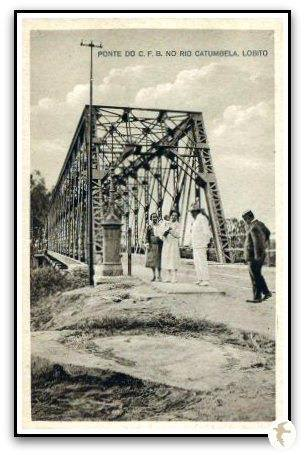 PONTE DO C. F. B. NO RIO CATUMBELA. LOBITO